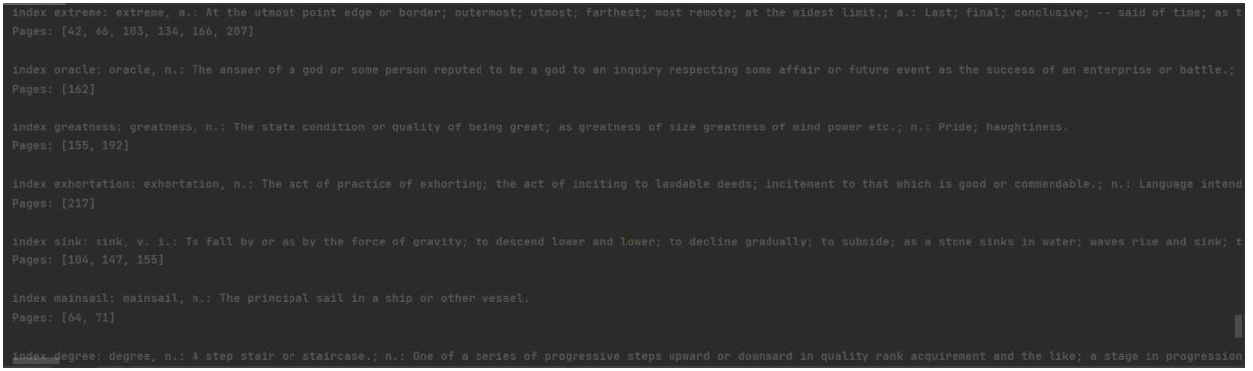 index extreme: extreme, a.: At the utmost point edge or border; outermost; utmost; farthest; most remote; at the widest limit.; a.: Last; final; conclusive; -- said of time; as t
Pages: [42, 66, 103, 134, 166, 207]
index oracle: oracle, n.: The answer of a god or some person reputed to be a god to an inquiry respecting some affair or future event as the success of an enterprise or battle.;
Pages: [162]
index greatness: greatness, n.: The state condition or quality of being great; as greatness of size greatness of mind power etc.; n.: Pride; haughtiness.
Pages: [155, 192]
index exhortation: exhortation, n.: The act of practice of exhorting; the act of inciting to laudable deeds; incitement to that which is good or commendable.; n.: Language intend
Pages: [217]
index sink: sink, v. i.: To fall by or as by the force of gravity; to descend lower and lower; to decline gradually; to subside; as a stone sinks in water; waves rise and sink; t
Pages: [104, 147, 155]
index mainsail: mainsail, n.: The principal sail in a ship or other vessel.
Pages: [64, 71]
index degree: degree, n.: A step stair or staircase.; n.: One of a series of progressive steps upward or downward in quality rank acquirement and the like; a stage in progression